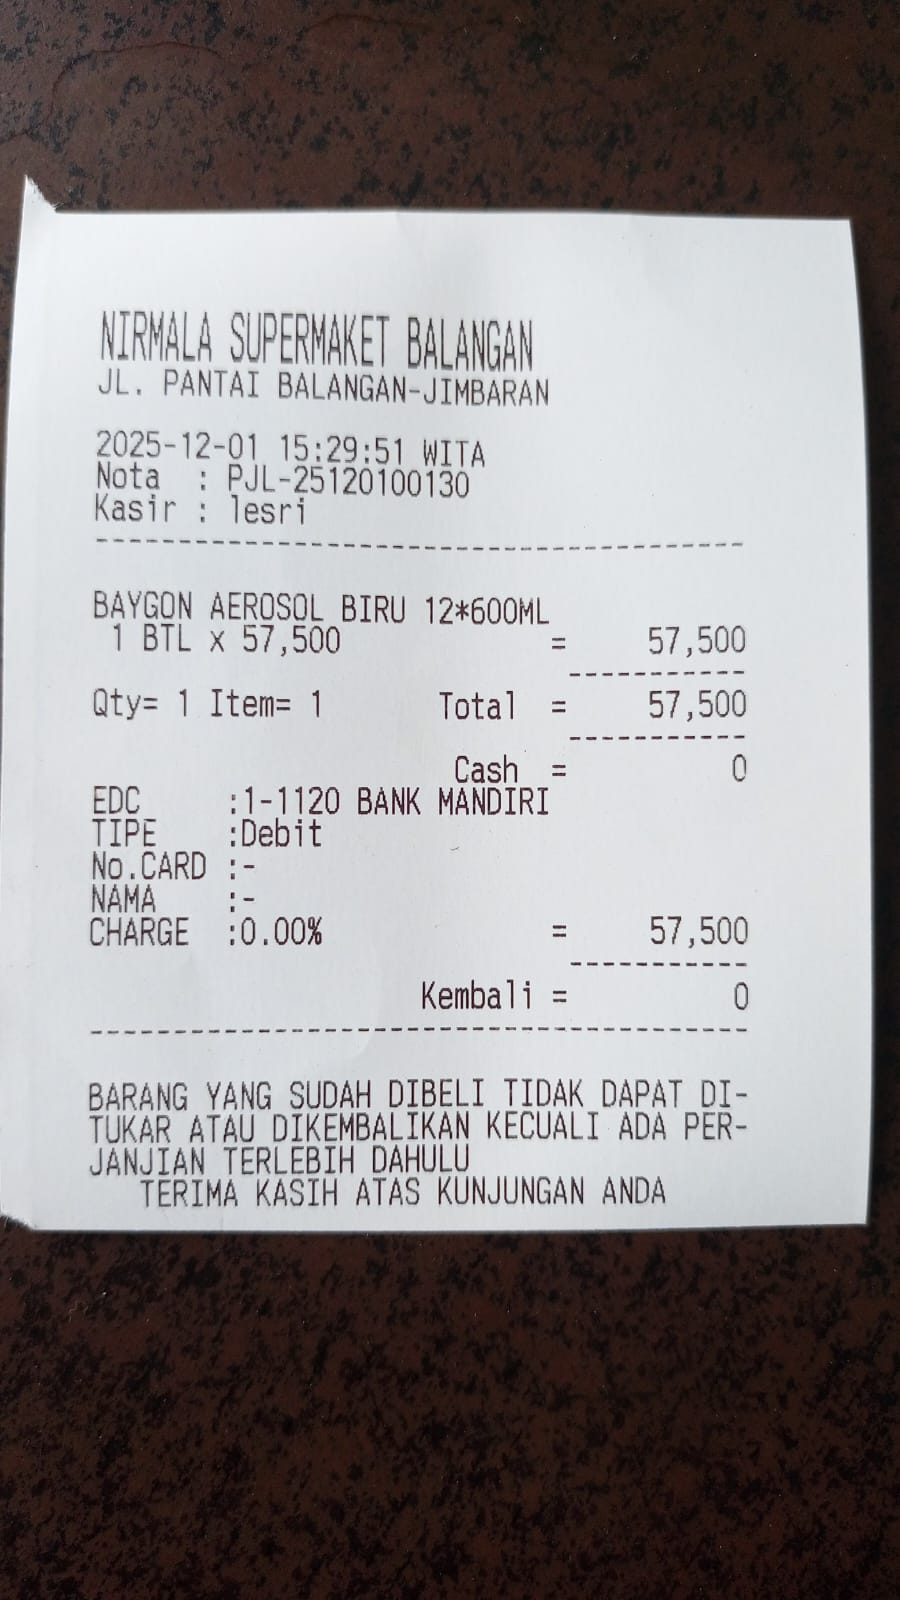 NIRMALA SUPERMAKET BALANGAN
JL. PANTAI BALANGAN-JIMBARAN
2025-12-01 15:29:51 WITA
Nota : PJL-25120100130
Kasir : lesri
BAYGON AEROSOL BIRU 12*600ML
1 BTL x 57,500 = 57,500
Qty= 1 Item= 1 Total = 57,500
Cash = 0
EDC :1-1120 BANK MANDIRI
TIPE :Debit
No.CARD :-
NAMA :-
CHARGE :0.00% = 57,500
Kembali = 0
BARANG YANG SUDAH DIBELI TIDAK DAPAT DI-
TUKAR ATAU DIKEMBALIKAN KECUALI ADA PER-
JANJIAN TERLEBIH DAHULU
TERIMA KASIH ATAS KUNJUNGAN ANDA